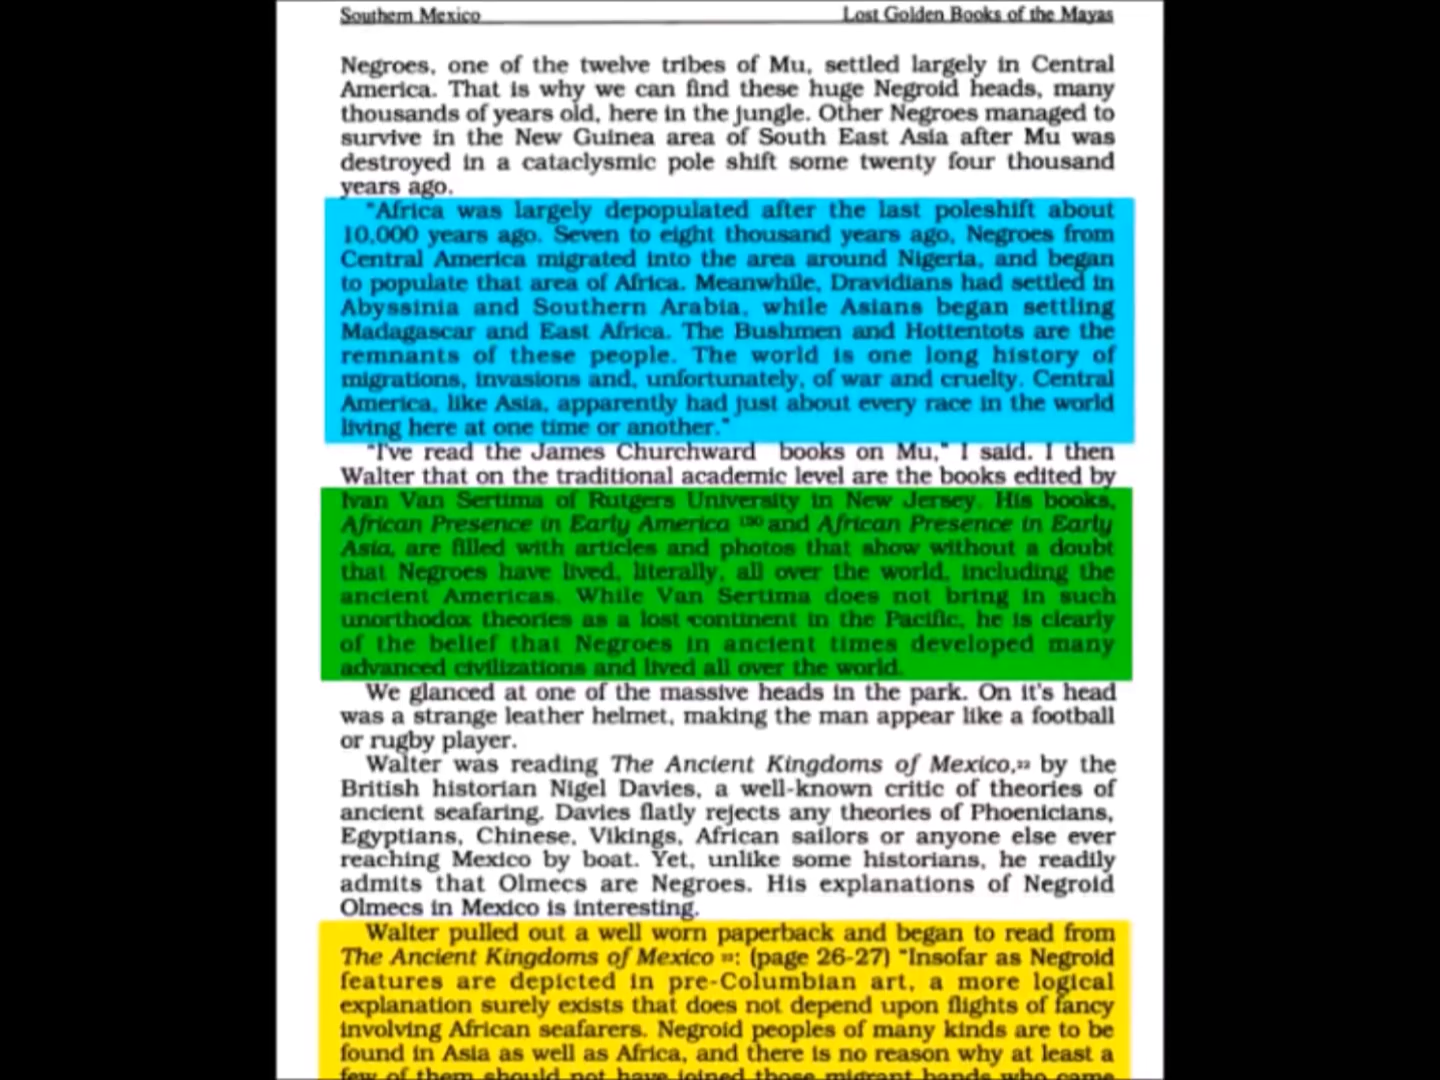 Southern Mexico Lost Golden Books of the Mayas
Negroes, one of the twelve tribes of Mu, settled largely in Central
America. That is why we can find these huge Negroid heads, many
thousands of years old, here in the jungle. Other Negroes managed to
survive in the New Guinea area of South East Asia after Mu was
destroyed in a cataclysmic pole shift some twenty four thousand
years ago.
"Africa was largely depopulated after the last poleshift about
10,000 years ago. Seven to eight thousand years ago, Negroes from
Central America migrated into the area around Nigeria, and began
to populate that area of Africa. Meanwhile, Dravidians had settled in
Abyssinia and Southern Arabia, while Asians began settling
Madagascar and East Africa. The Bushmen and Hottentots are the
remnants of these people. The world is one long history of
migrations, invasions and, unfortunately, of war and cruelty. Central
America, like Asia, apparently had just about every race in the world
living here at one time or another."
"I've read the James Churchward books on Mu," I said. I then
Walter that on the traditional academic level are the books edited by
Ivan Van Sertima of Rutgers University in New Jersey. His books,
African Presence in Early America and African Presence in Early
Asia, are filled with articles and photos that show without a doubt
that Negroes have lived, literally, all over the world, including the
ancient Americas. While Van Sertima does not bring in such
unorthodox theories as a lost continent in the Pacific, he is clearly
of the belief that Negroes in ancient times developed many
advanced civilizations and lived all over the world.
We glanced at one of the massive heads in the park. On it's head
was a strange leather helmet, making the man appear like a football
or rugby player.
Walter was reading The Ancient Kingdoms of Mexico, by the
British historian Nigel Davies, a well-known critic of theories of
ancient seafaring. Davies flatly rejects any theories of Phoenicians,
Egyptians, Chinese, Vikings, African sailors or anyone else ever
reaching Mexico by boat. Yet, unlike some historians, he readily
admits that Olmecs are Negroes. His explanations of Negroid
Olmecs in Mexico is interesting.
Walter pulled out a well worn paperback and began to read from
The Ancient Kingdoms of Mexico : (page 26-27) "Insofar as Negroid
features are depicted in pre-Columbian art, a more logical
explanation surely exists that does not depend upon flights of fancy
involving African seafarers. Negroid peoples of many kinds are to be
found in Asia as well as Africa, and there is no reason why at least a
few of them should not have joined those migrant bands who came